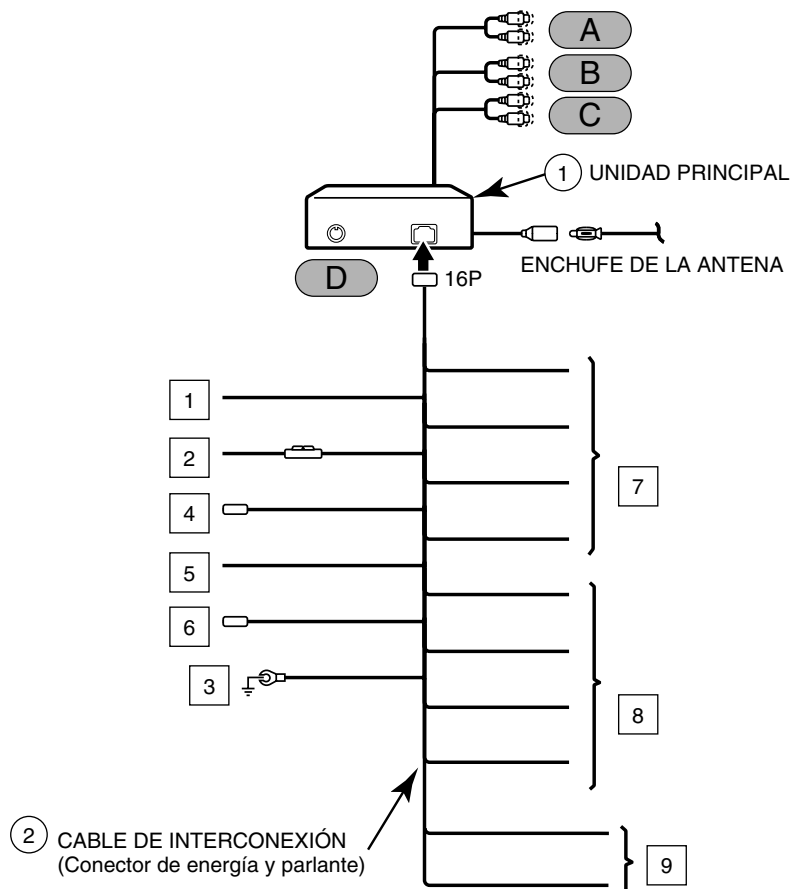 A
B
C
1 UNIDAD PRINCIPAL
ENCHUFE DE LA ANTENA
D
16P
1
2
7
4
5
6
3
8
2 CABLE DE INTERCONEXIÓN
(Conector de energía y parlante)
9